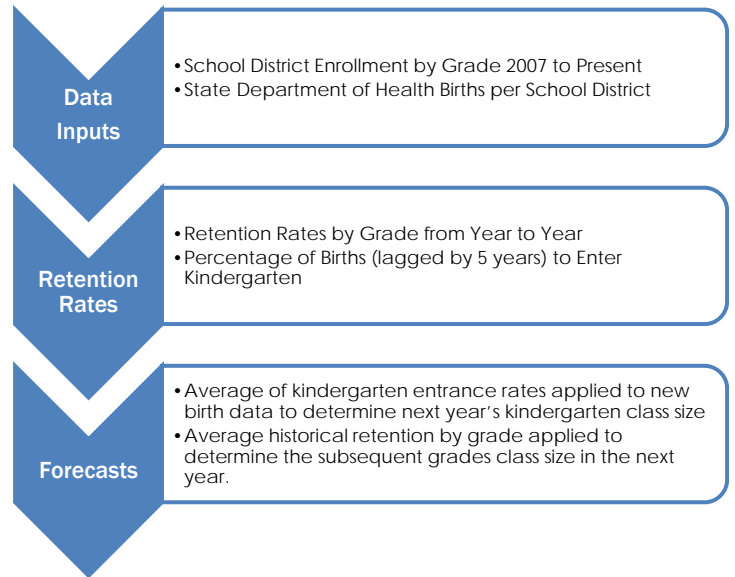 Data
Inputs
•School District Enrollment by Grade 2007 to Present
•State Department of Health Births per School District
Retention
Rates
•Retention Rates by Grade from Year to Year
•Percentage of Births (lagged by 5 years) to Enter
Kindergarten
Forecasts
•Average of kindergarten entrance rates applied to new
birth data to determine next year's kindergarten class size
•Average historical retention by grade applied to
determine the subsequent grades class size in the next
year.